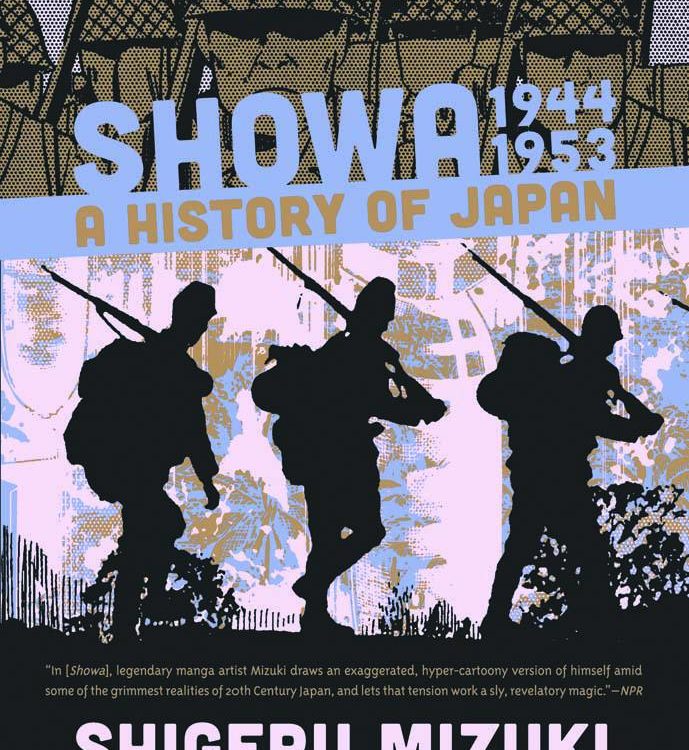 SHOWA 1944
1953
A HISTORY OF JAPAN
“In [Showa], legendary manga artist Mizuki draws an exaggerated, hyper-cartoony version of himself amid
some of the grimmest realities of 20th Century Japan, and lets that tension work a sly, revelatory magic.”—NPR
SHIGERU MIZUKI